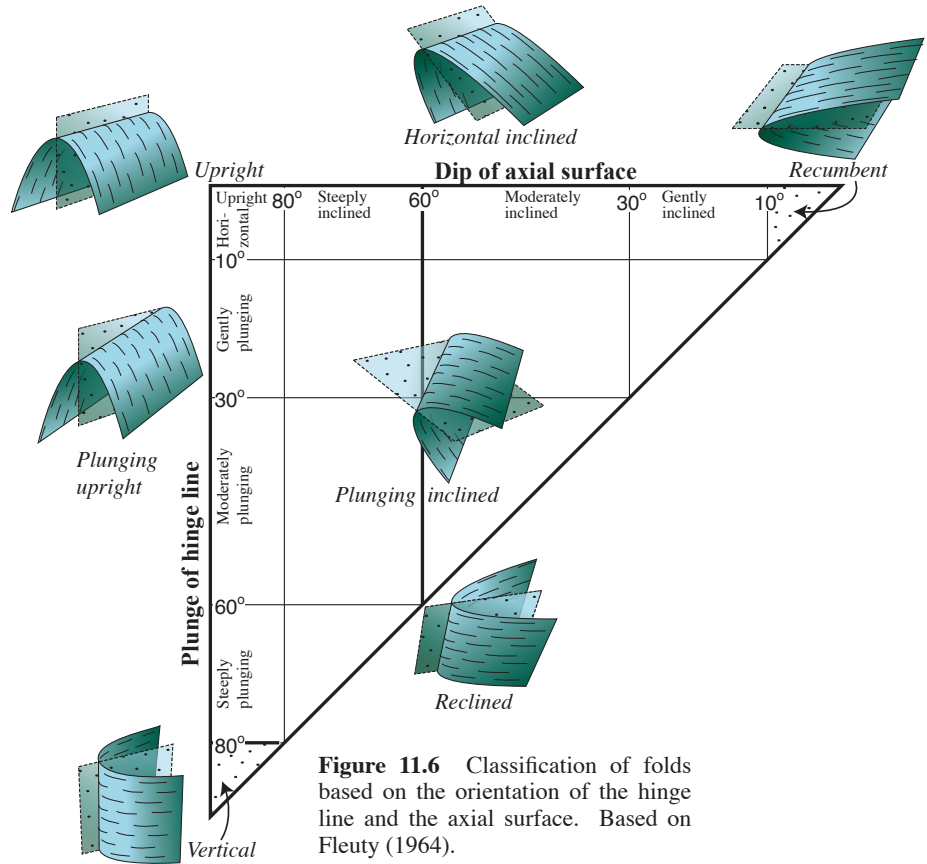 Horizontal inclined
Upright
Dip of axial surface
Recumbent
Upright 80° Steeply inclined 60° Moderately inclined 30° Gently inclined 10°
Hori-
zontal
10°
Gently
plunging
30°
Plunging
upright
Moderately
plunging
Plunging inclined
Plunge of hinge line
60°
Steeply
plunging
Reclined
80°
Vertical
Figure 11.6 Classification of folds
based on the orientation of the hinge
line and the axial surface. Based on
Fleuty (1964).